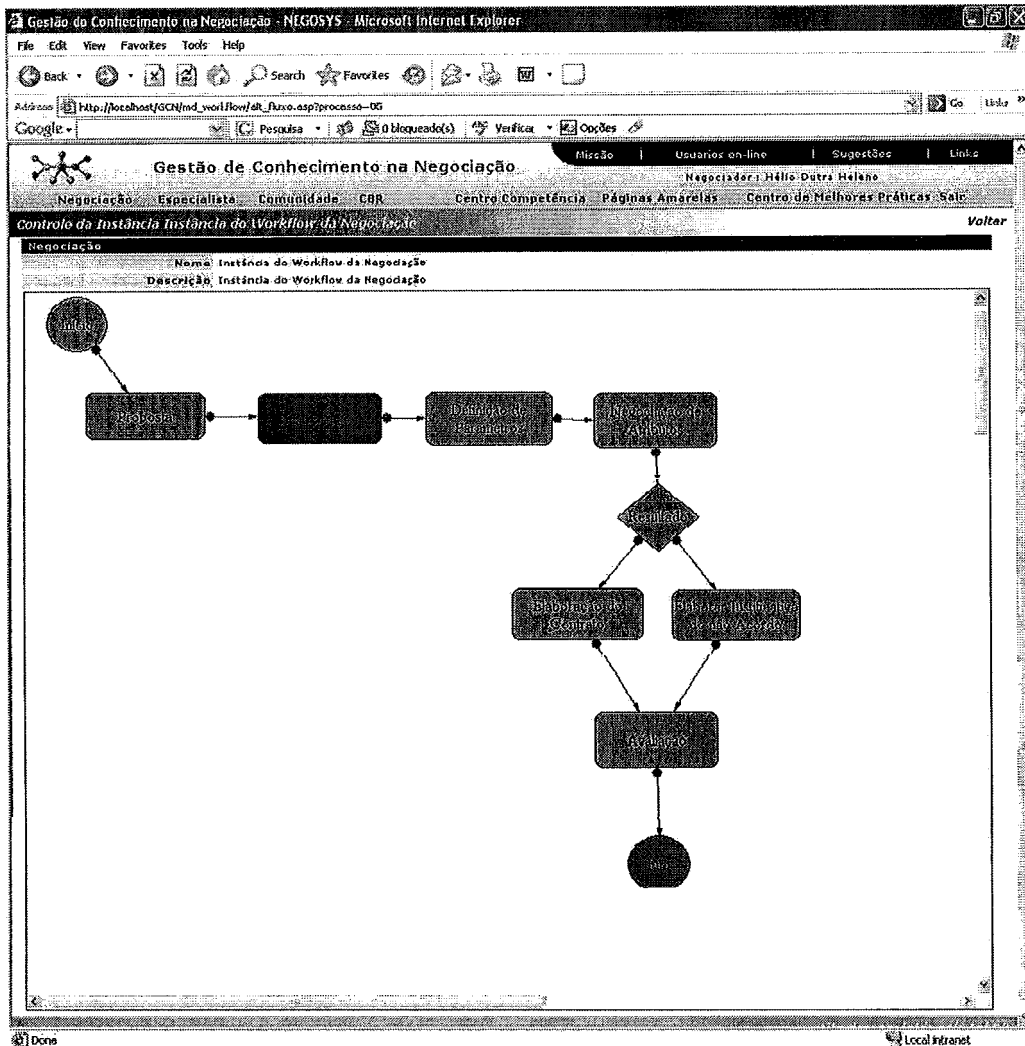 Gestão do Conhecimento na Negociação - NEGOSYS - Microsoft Internet Explorer
File Edit View Favorites Tools Help
Back Search Favorites
Address http://localhost/GCN/md_workflow/alt_fluxo.asp?processo=06 Go Links »
Google Pesquisa 0 bloqueado(s) Verificar Opções
Missão | Usuarios on-line | Sugestões | Links
Gestão de Conhecimento na Negociação
Negociador: Hélio Dutra Heleno
Negociação Especialista Comunidade CBR Centro Competência Páginas Amarelas Centro de Melhores Práticas Sair
Controle da Instância Instância do Workflow da Negociação Voltar
Negociação
Nome Instância do Workflow da Negociação
Descrição Instância do Workflow da Negociação
Início
Proposta
Definição de
Parâmetros
Resultado
Elaboração do
Contrato
de não Acordo
Avaliação
Fim
Done Local intranet